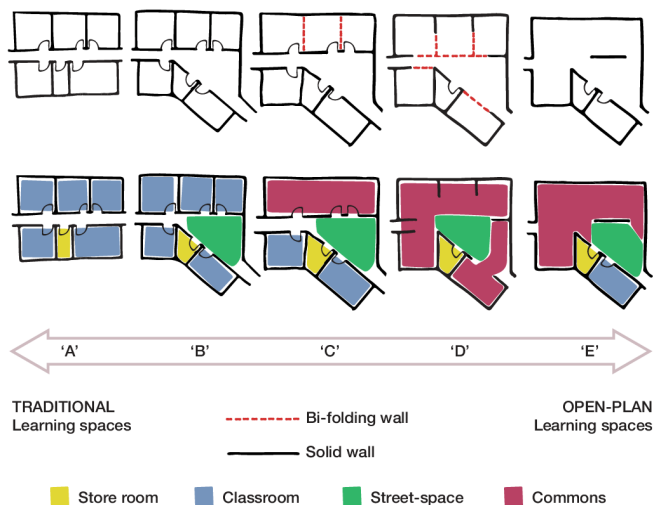 ‘A’ ‘B’ ‘C’ ‘D’ ‘E’
TRADITIONAL
Learning spaces
Bi-folding wall
Solid wall
OPEN-PLAN
Learning spaces
Store room Classroom Street-space Commons